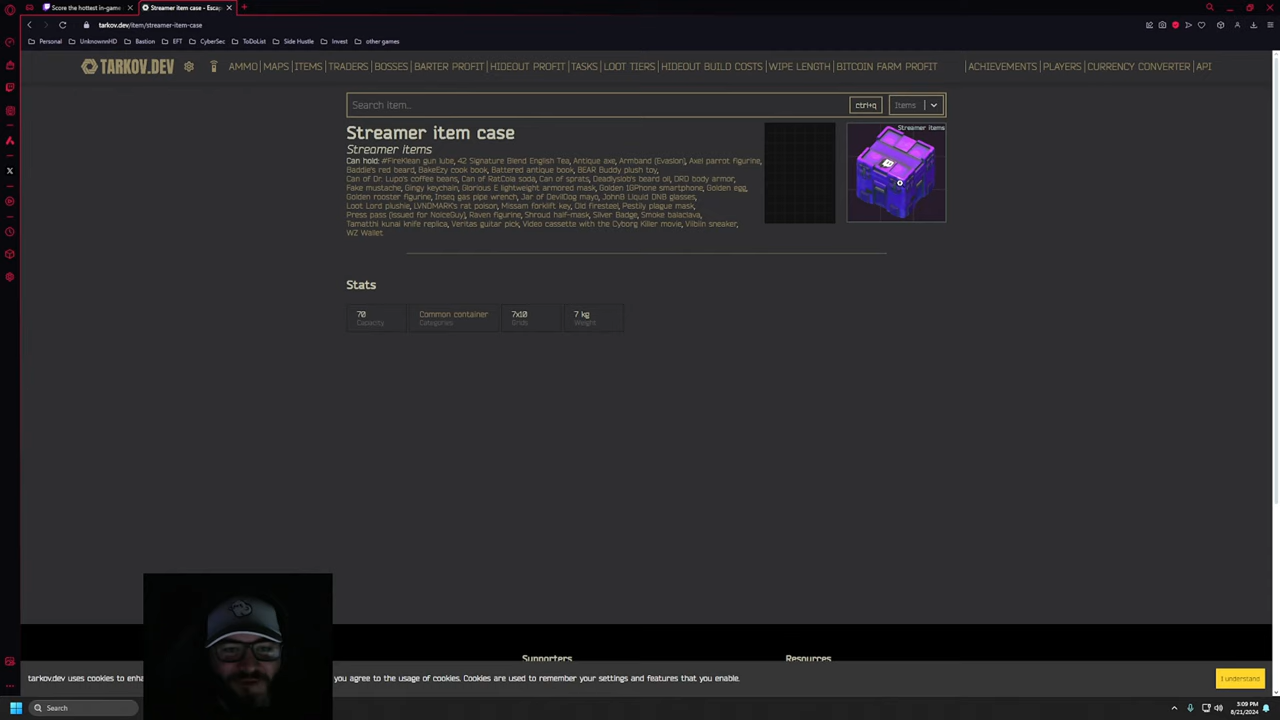 Score the hottest in-game
Streamer item case - Escap
tarkov.dev/item/streamer-item-case
Personal UnknownnHD Bastion EFT CyberSec ToDoList Side Hustle Invest other games
TARKOV.DEV AMMO MAPS ITEMS TRADERS BOSSES BARTER PROFIT HIDEOUT PROFIT TASKS LOOT TIERS HIDEOUT BUILD COSTS WIPE LENGTH BITCOIN FARM PROFIT ACHIEVEMENTS PLAYERS CURRENCY CONVERTER API
Search item... ctrl+q Items
Streamer item case
Streamer Items
Streamer Items
Can hold: #FireKlean gun lube, 42 Signature Blend English Tea, Antique axe, Armband (Evasion), Axel parrot figurine,
Baddie's red beard, BakeEzy cook book, Battered antique book, BEAR Buddy plush toy,
Can of Dr. Lupo's coffee beans, Can of RatCola soda, Can of sprats, Deadlyslob's beard oil, DRD body armor,
Fake mustache, Gingy keychain, Glorious E lightweight armored mask, Golden 1GPhone smartphone, Golden egg,
Golden rooster figurine, Inseq gas pipe wrench, Jar of DevilDog mayo, JohnB Liquid DNB glasses,
Loot Lord plushie, LVNDMARK's rat poison, Missam forklift key, Old firesteel, Pestily plague mask,
Press pass (issued for NoiceGuy), Raven figurine, Shroud half-mask, Silver Badge, Smoke balaclava,
Tamatthi kunai knife replica, Veritas guitar pick, Video cassette with the Cyborg Killer movie, Viibiin sneaker,
WZ Wallet
Stats
70 Common container 7x10 7 kg
Capacity Categories Grids Weight
Supporters Resources
tarkov.dev uses cookies to enha
you agree to the usage of cookies. Cookies are used to remember your settings and features that you enable.
I understand
Search
5:09 PM
8/21/2024